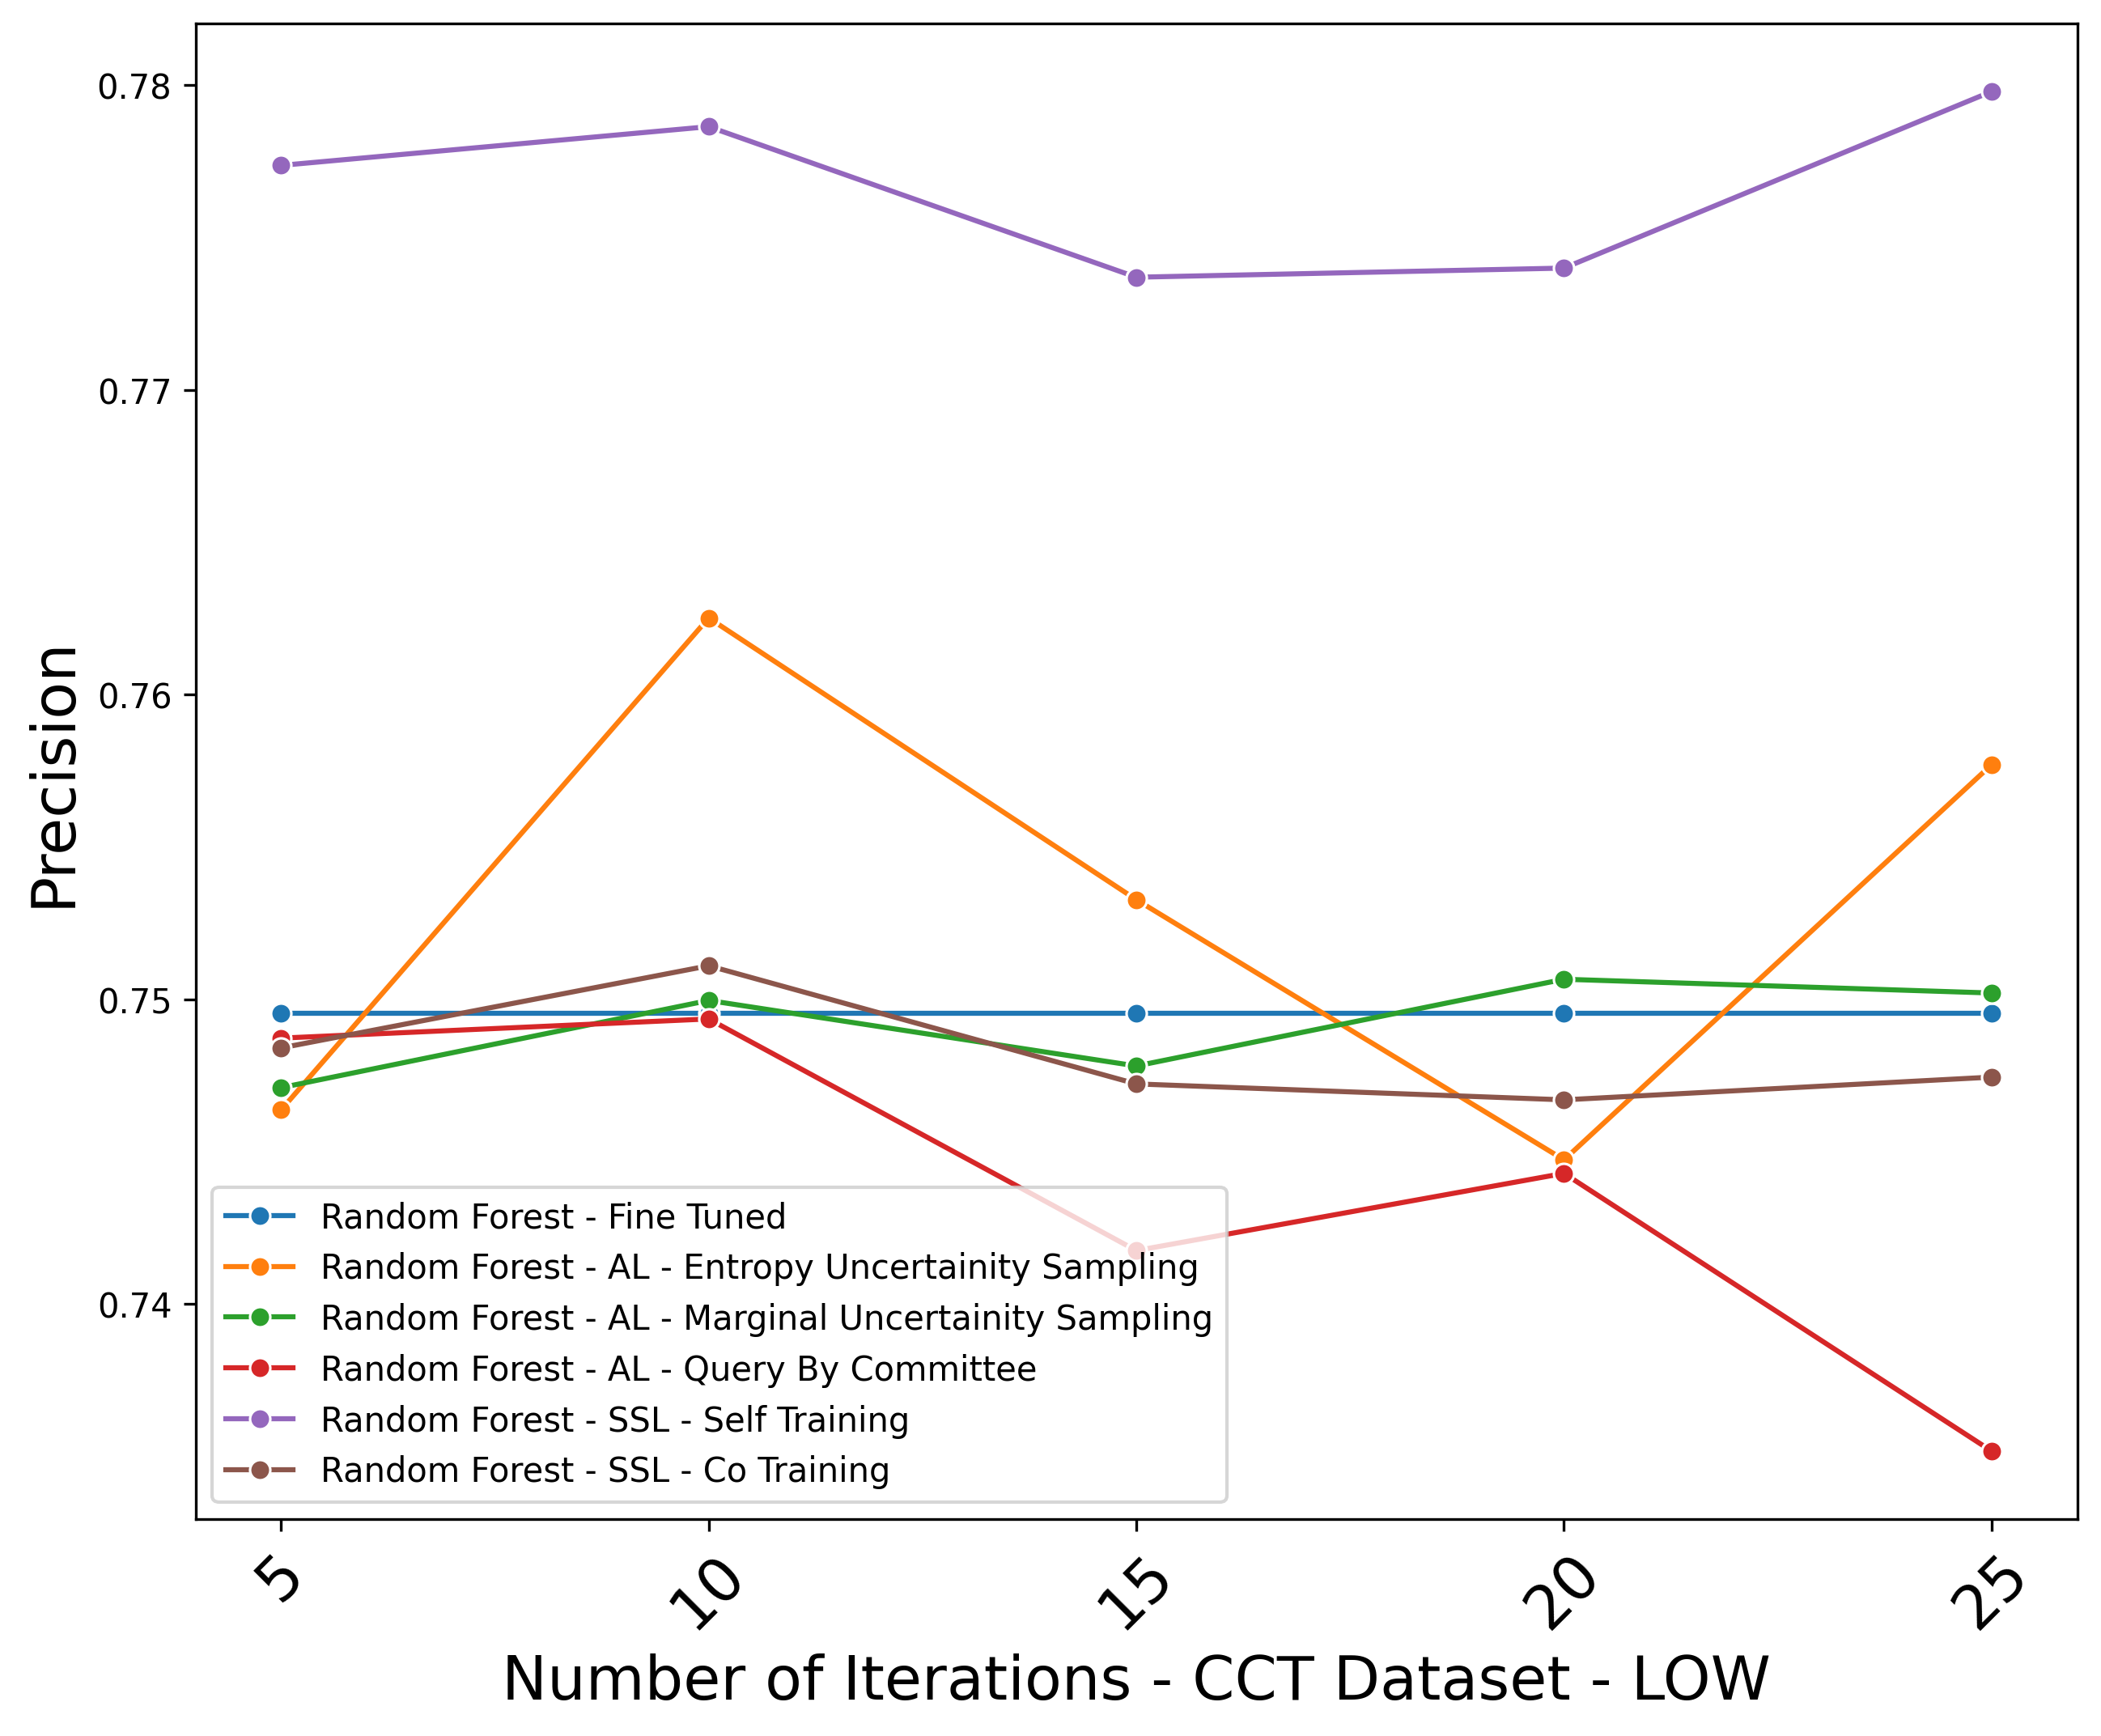 Precision
0.78
0.77
0.76
0.75
0.74
Random Forest - Fine Tuned
Random Forest - AL - Entropy Uncertainity Sampling
Random Forest - AL - Marginal Uncertainity Sampling
Random Forest - AL - Query By Committee
Random Forest - SSL - Self Training
Random Forest - SSL - Co Training
5
10
15
20
25
Number of Iterations - CCT Dataset - LOW